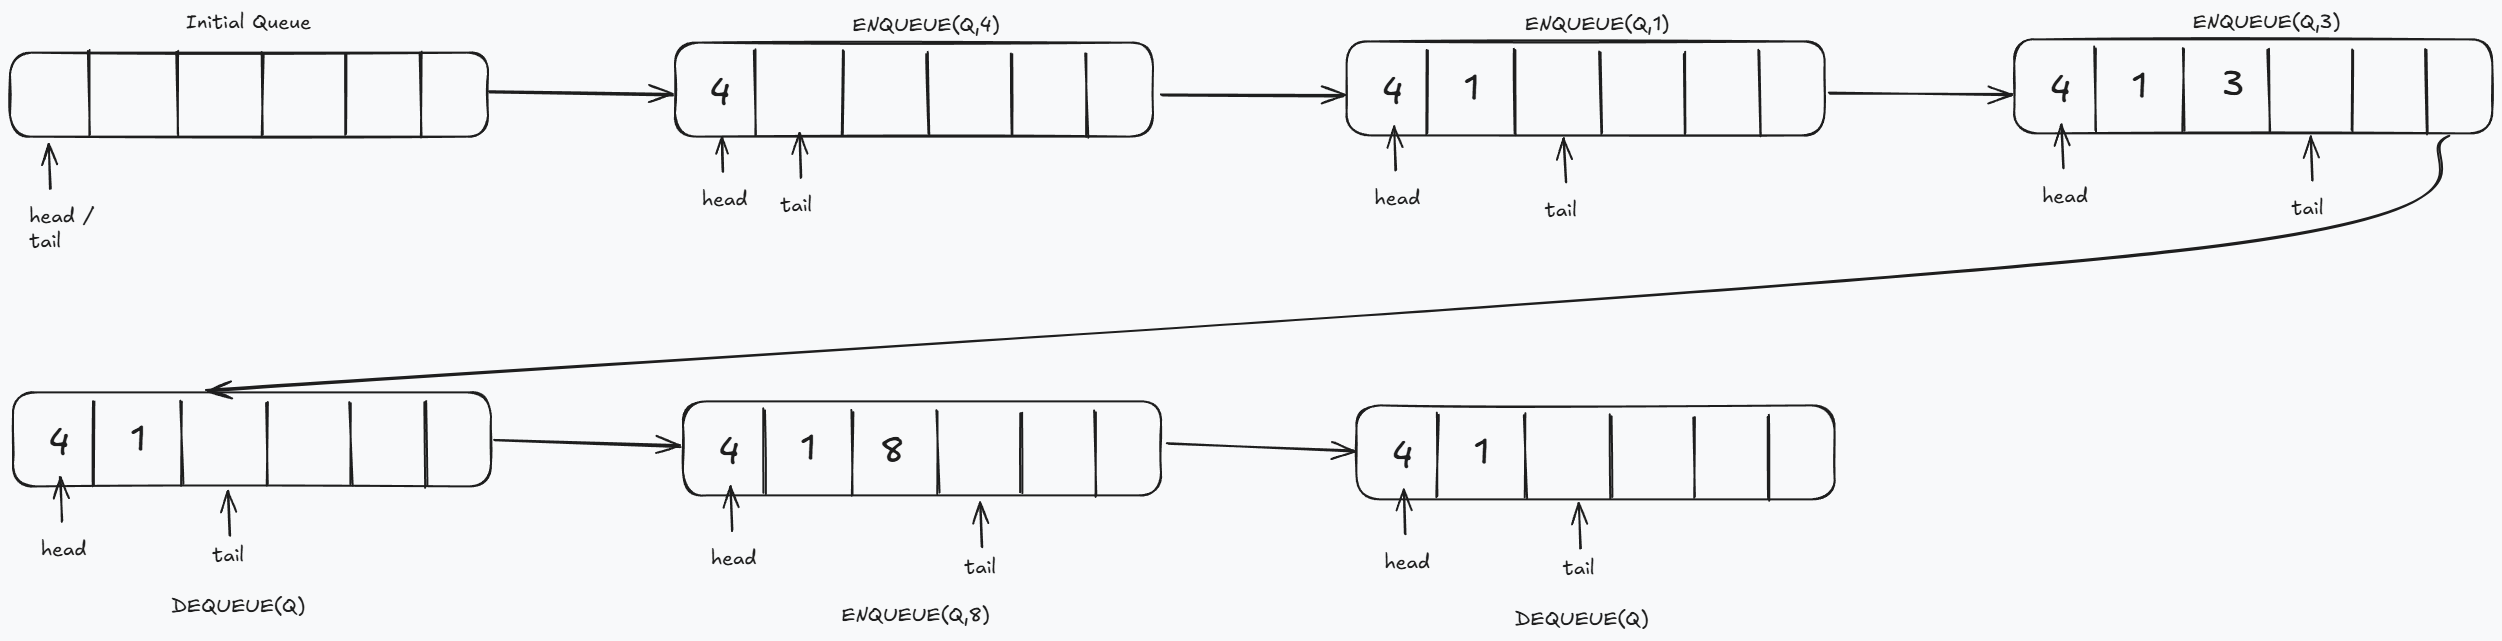 Initial Queue
head /
tail
ENQUEUE(Q,4)
4
head
tail
ENQUEUE(Q,1)
4 1
head
tail
ENQUEUE(Q,3)
4 1 3
head
tail
4 1
head
tail
DEQUEUE(Q)
4 1 8
head
tail
ENQUEUE(Q,8)
4 1
head
tail
DEQUEUE(Q)